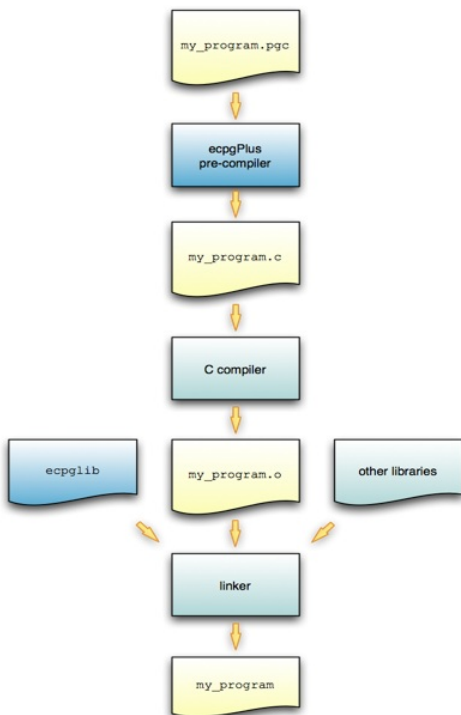 my_program.pgc
ecpgPlus
pre-compiler
my_program.c
C compiler
ecpglib
my_program.o
other libraries
linker
my_program